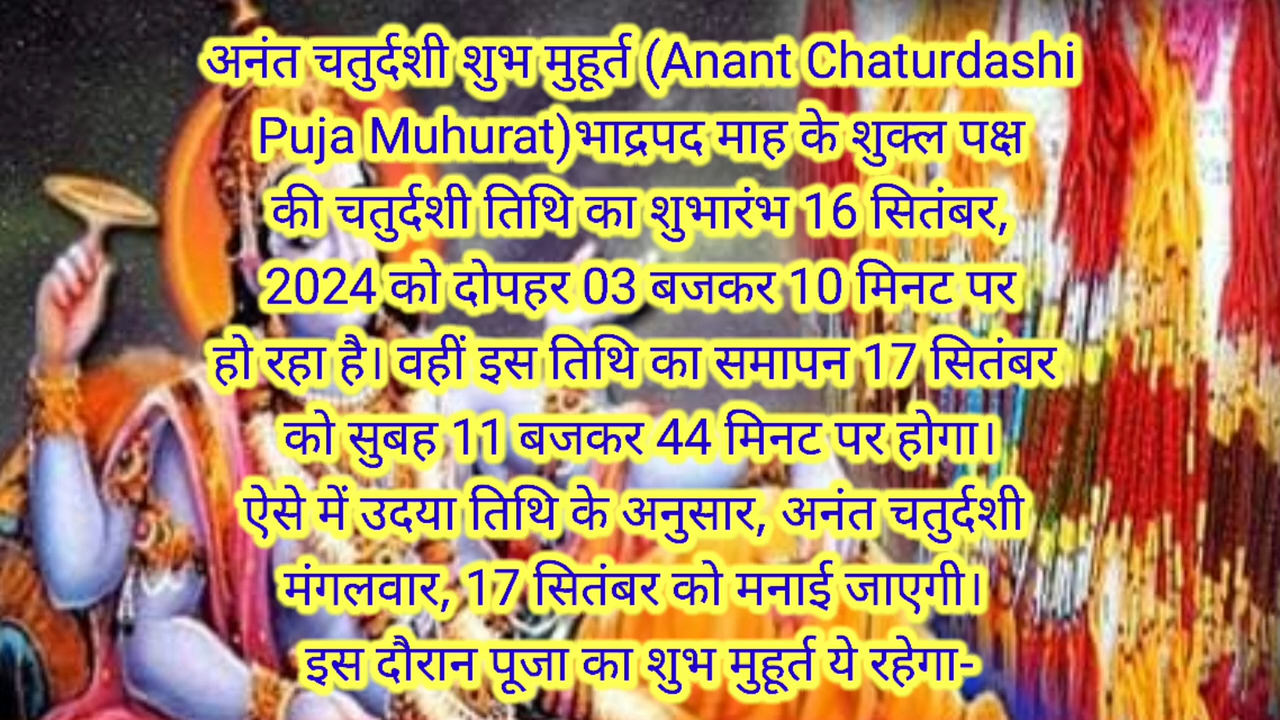 अनंत चतुर्दशी शुभ मुहूर्त (Anant Chaturdashi
Puja Muhurat)भाद्रपद माह के शुक्ल पक्ष
की चतुर्दशी तिथि का शुभारंभ 16 सितंबर,
2024 को दोपहर 03 बजकर 10 मिनट पर
हो रहा है। वहीं इस तिथि का समापन 17 सितंबर
को सुबह 11 बजकर 44 मिनट पर होगा।
ऐसे में उदया तिथि के अनुसार, अनंत चतुर्दशी
मंगलवार, 17 सितंबर को मनाई जाएगी।
इस दौरान पूजा का शुभ मुहूर्त ये रहेगा-